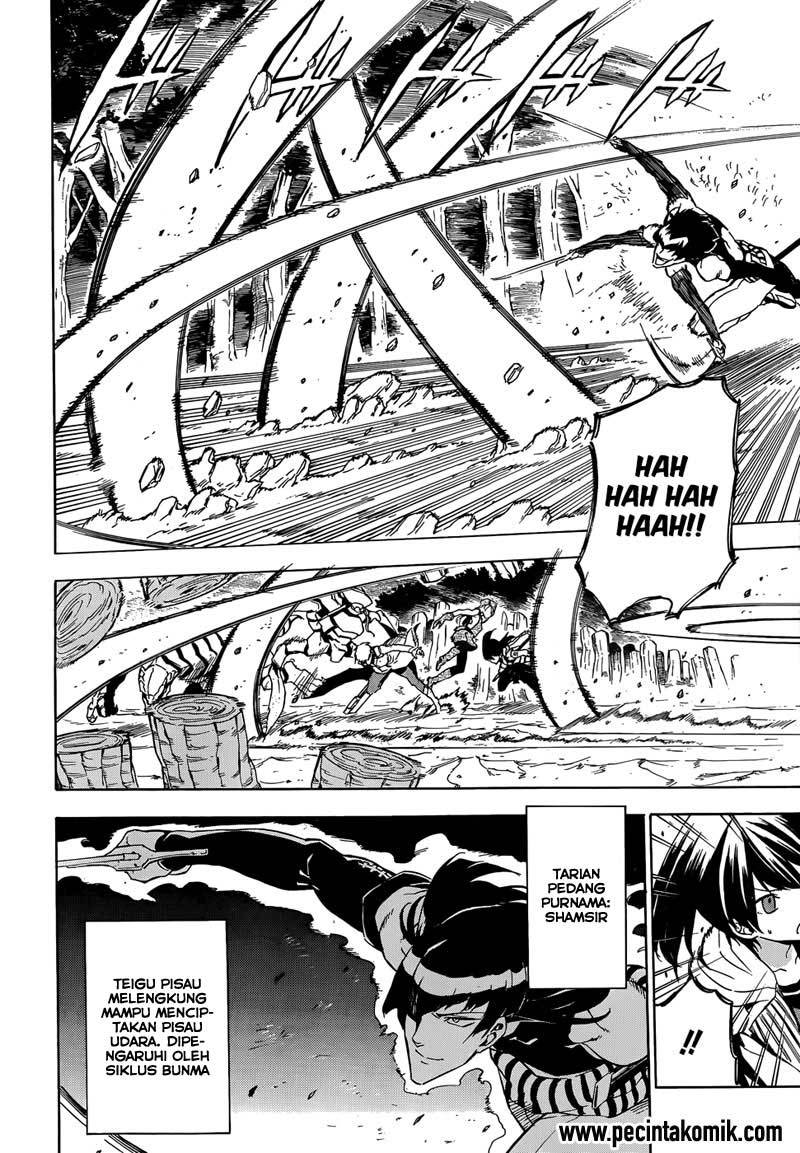 HAH
HAH HAH
HAAH!!
TARIAN
PEDANG
PURNAMA:
SHAMSIR
!!
TEIGU PISAU
MELENGKUNG
MAMPU MENCIP-
TAKAN PISAU
UDARA. DIPE-
NGARUHI OLEH
SIKLUS BUNMA
www.pecintakomik.com